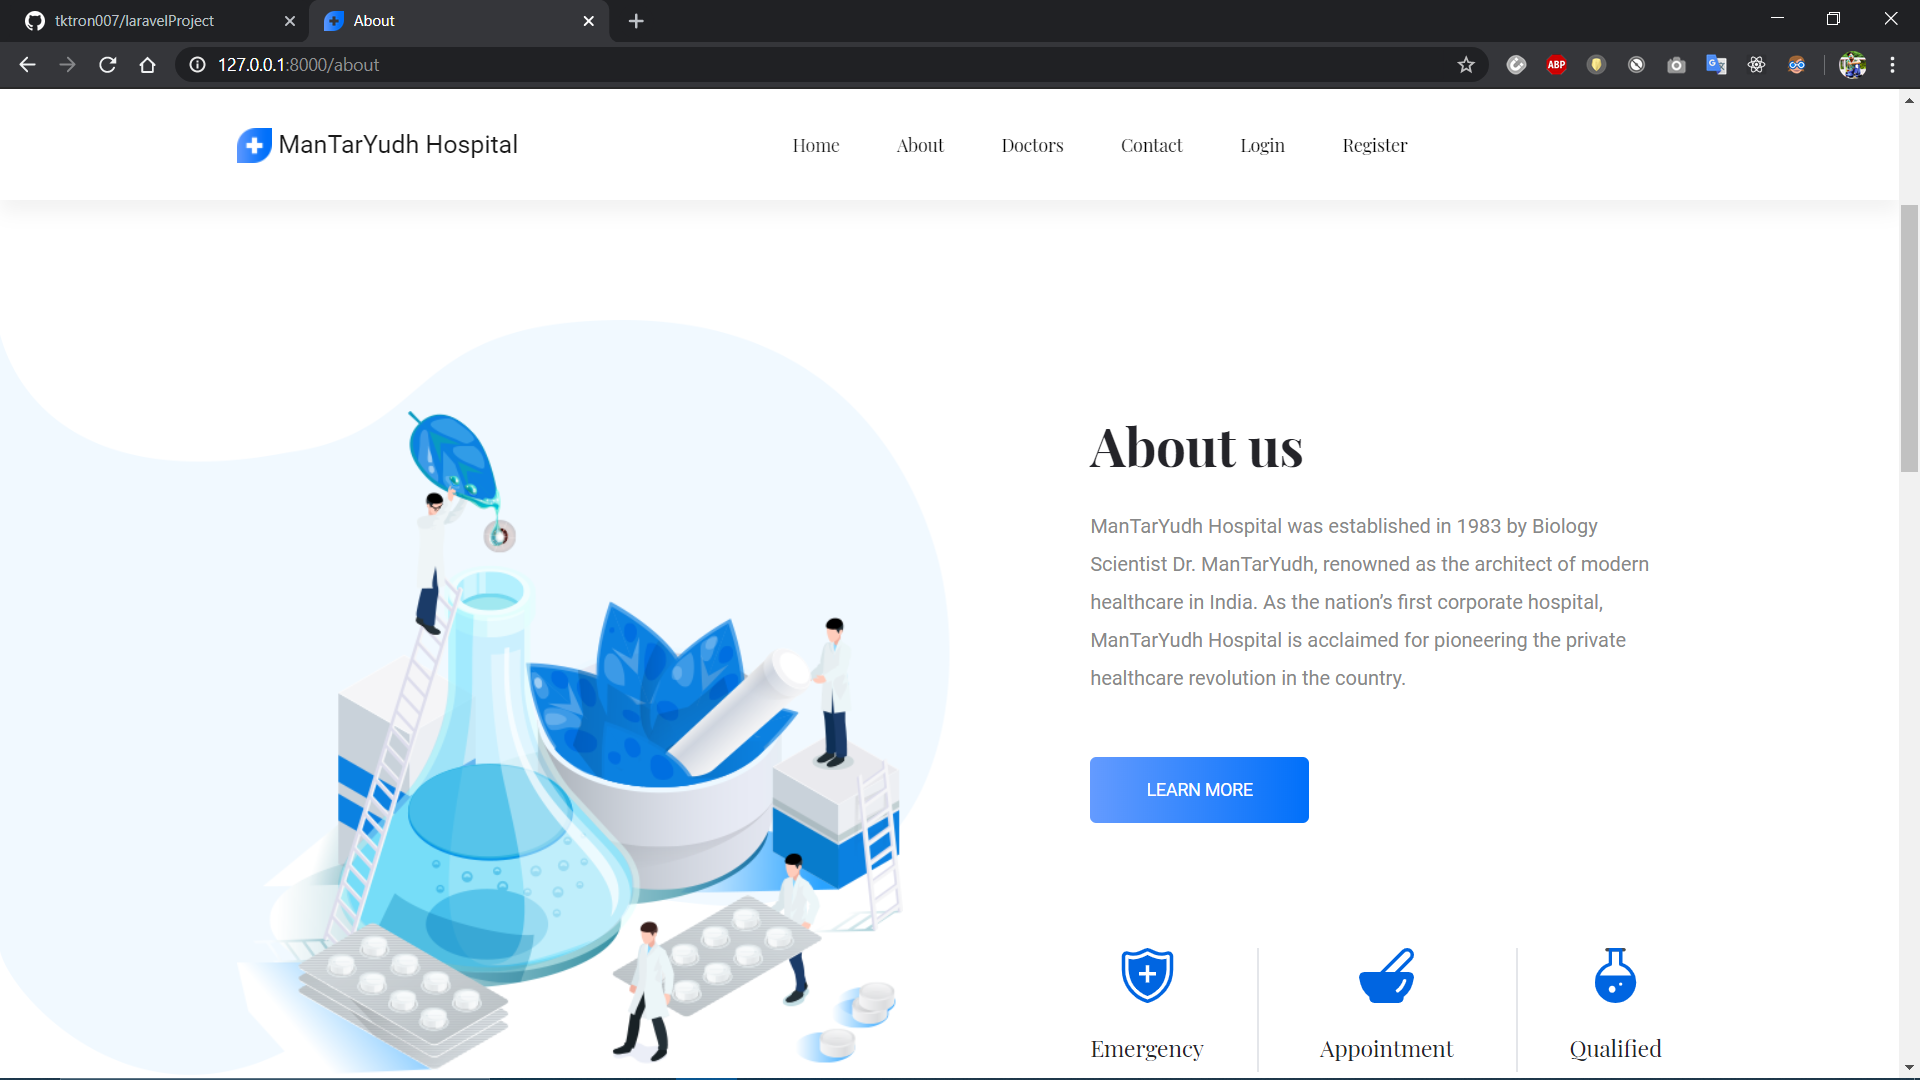 tktron007/laravelProject
About
127.0.0.1:8000/about
ABP
ManTarYudh Hospital
Home
About
Doctors
Contact
Login
Register
About us
ManTarYudh Hospital was established in 1983 by Biology
Scientist Dr. ManTarYudh, renowned as the architect of modern
healthcare in India. As the nation’s first corporate hospital,
ManTarYudh Hospital is acclaimed for pioneering the private
healthcare revolution in the country.
LEARN MORE
Emergency
Appointment
Qualified